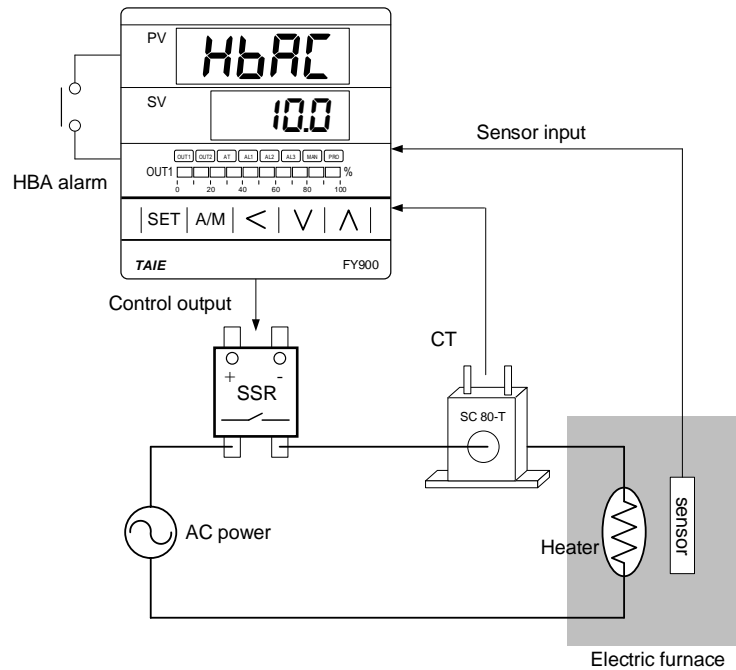 PV
HbAC
SV
10.0
Sensor input
OUT1 OUT2 AT AL1 AL2 AL3 MAN PRO
OUT1 %
0 20 40 60 80 100
HBA alarm
SET A/M < ∨ ∧
TAIE FY900
Control output
CT
+ -
SSR
SC 80-T
AC power
Heater
sensor
Electric furnace